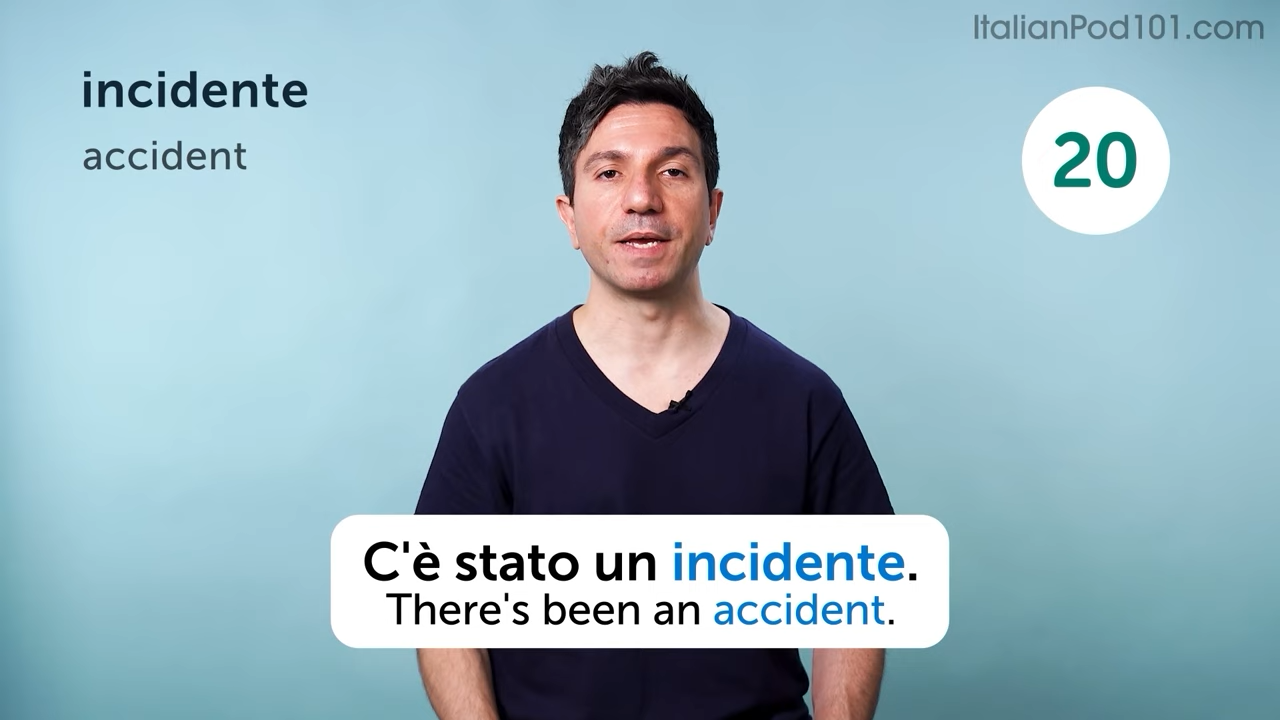 ItalianPod101.com
incidente
accident
20
C'è stato un incidente.
There's been an accident.